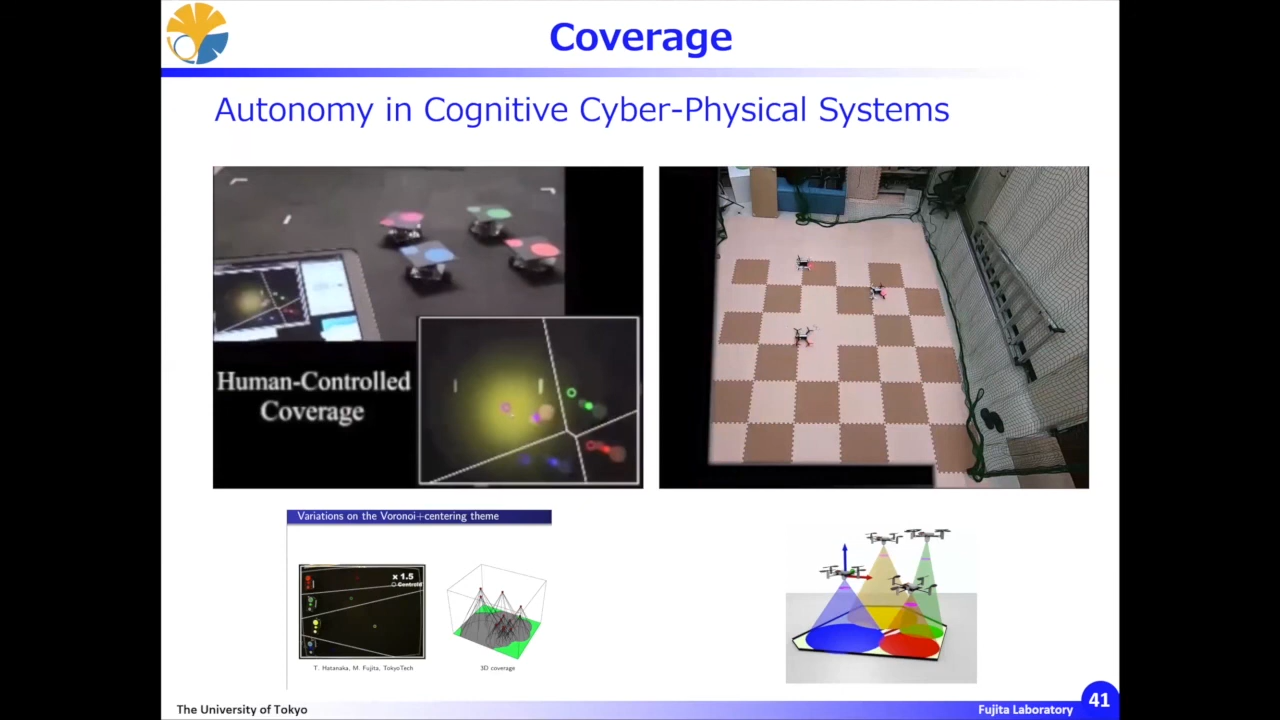 Coverage
Autonomy in Cognitive Cyber-Physical Systems
Human-Controlled
Coverage
Variations on the Voronoi+centering theme
x 1.5
Centroid
T. Hatanaka, M. Fujita, TokyoTech
3D coverage
The University of Tokyo
Fujita Laboratory
41